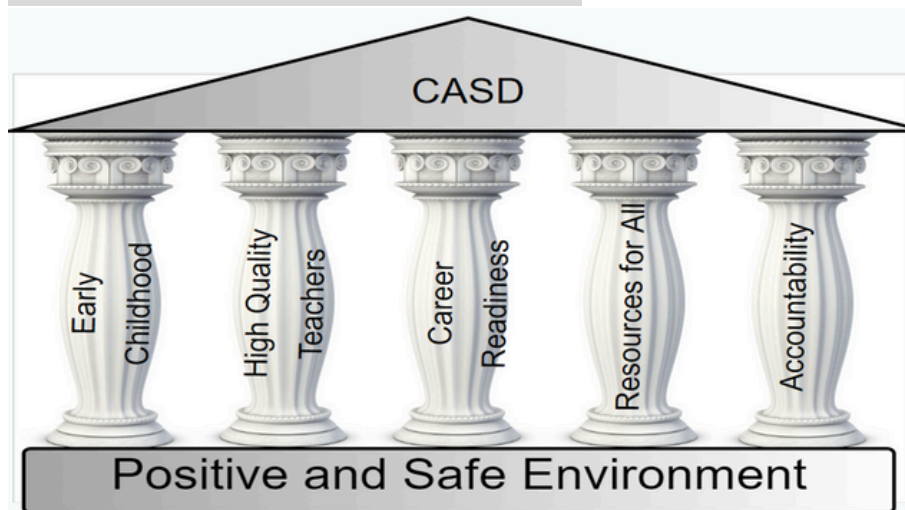 CASD
Early
Childhood
High Quality
Teachers
Career
Readiness
Resources for All
Accountability
Positive and Safe Environment